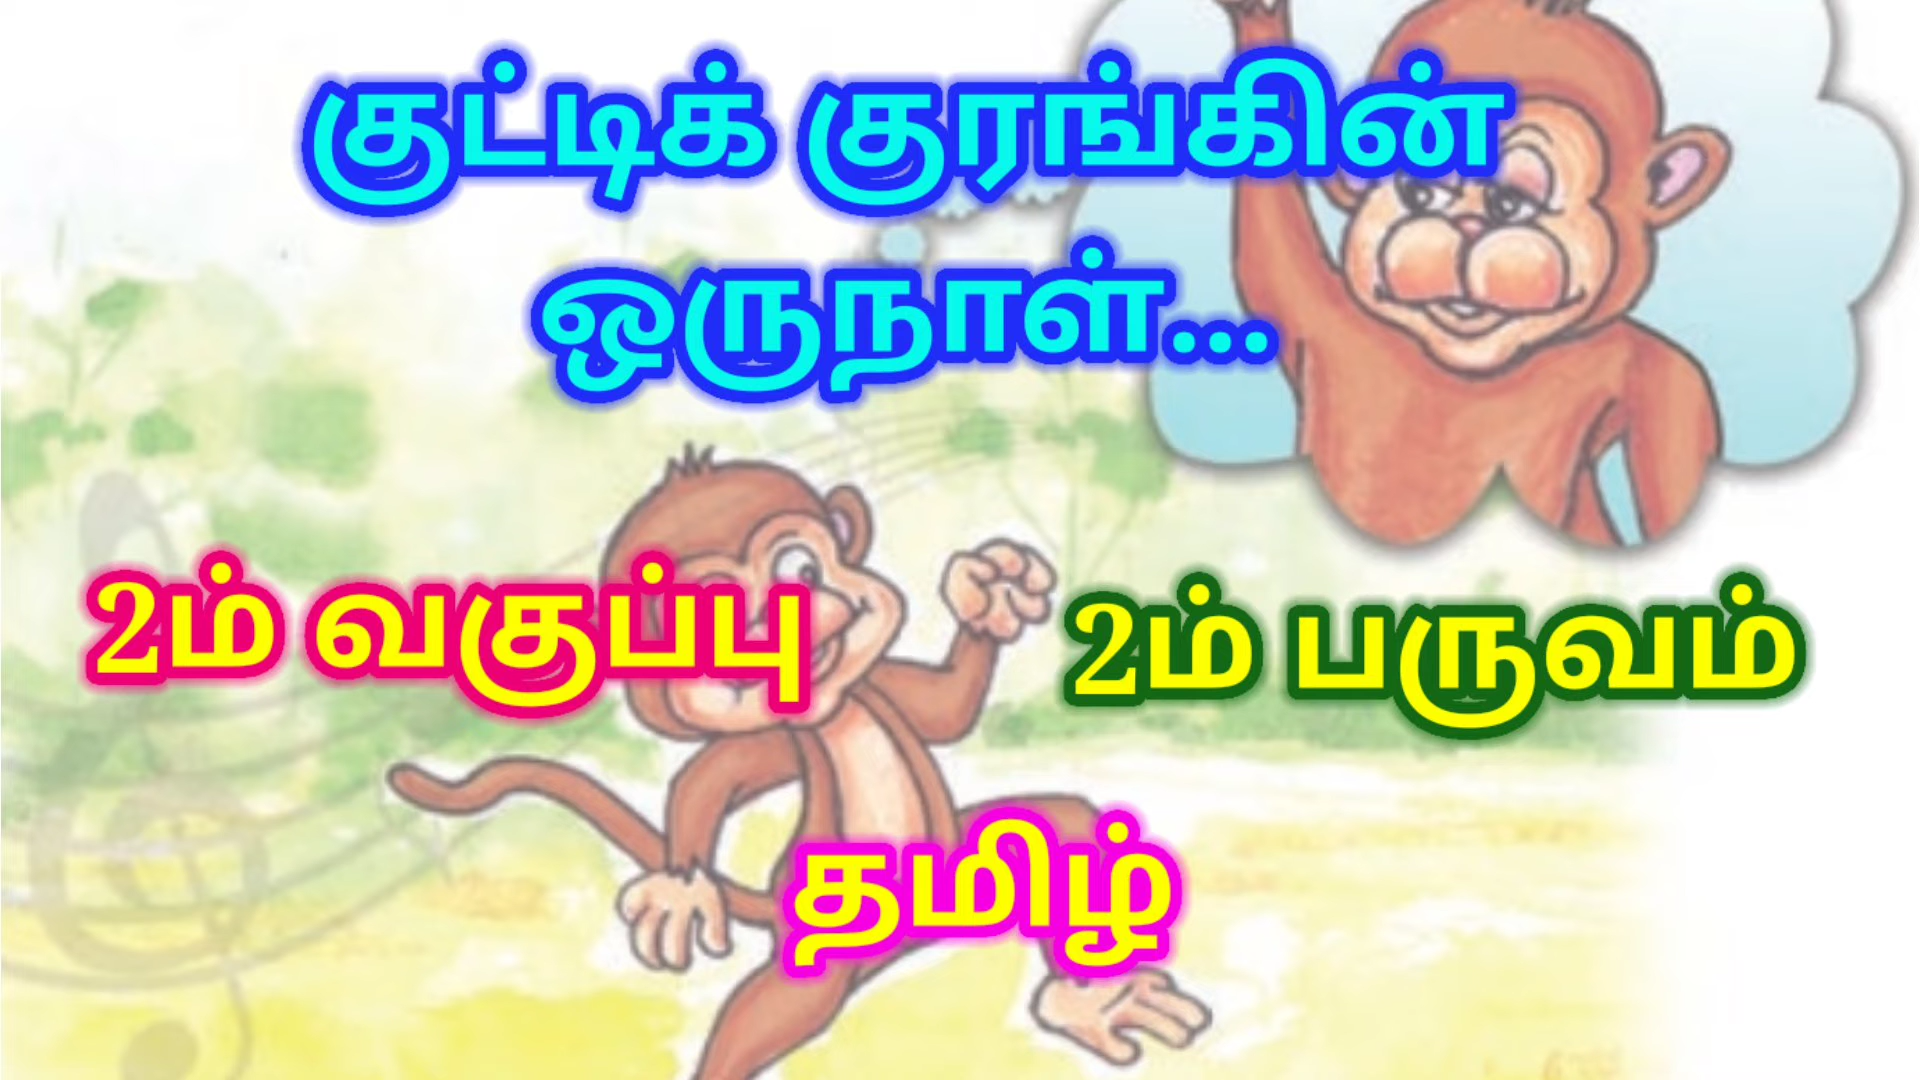 குட்டிக் குரங்கின்
ஒருநாள்...
2ம் வகுப்பு
2ம் பருவம்
தமிழ்